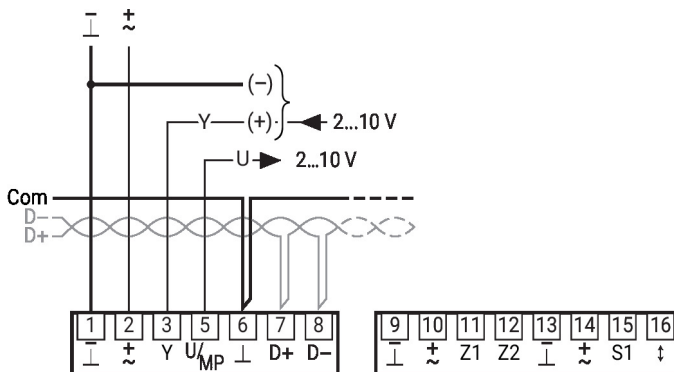 – ⊥ + ~
(–)
Y (+) 2...10 V
U 2...10 V
Com
D–
D+
1 2 3 5 6 7 8 9 10 11 12 13 14 15 16
– ⊥ + ~ Y U/MP ⊥ D+ D– – ⊥ + ~ Z1 Z2 – ⊥ + ~ S1 ↕